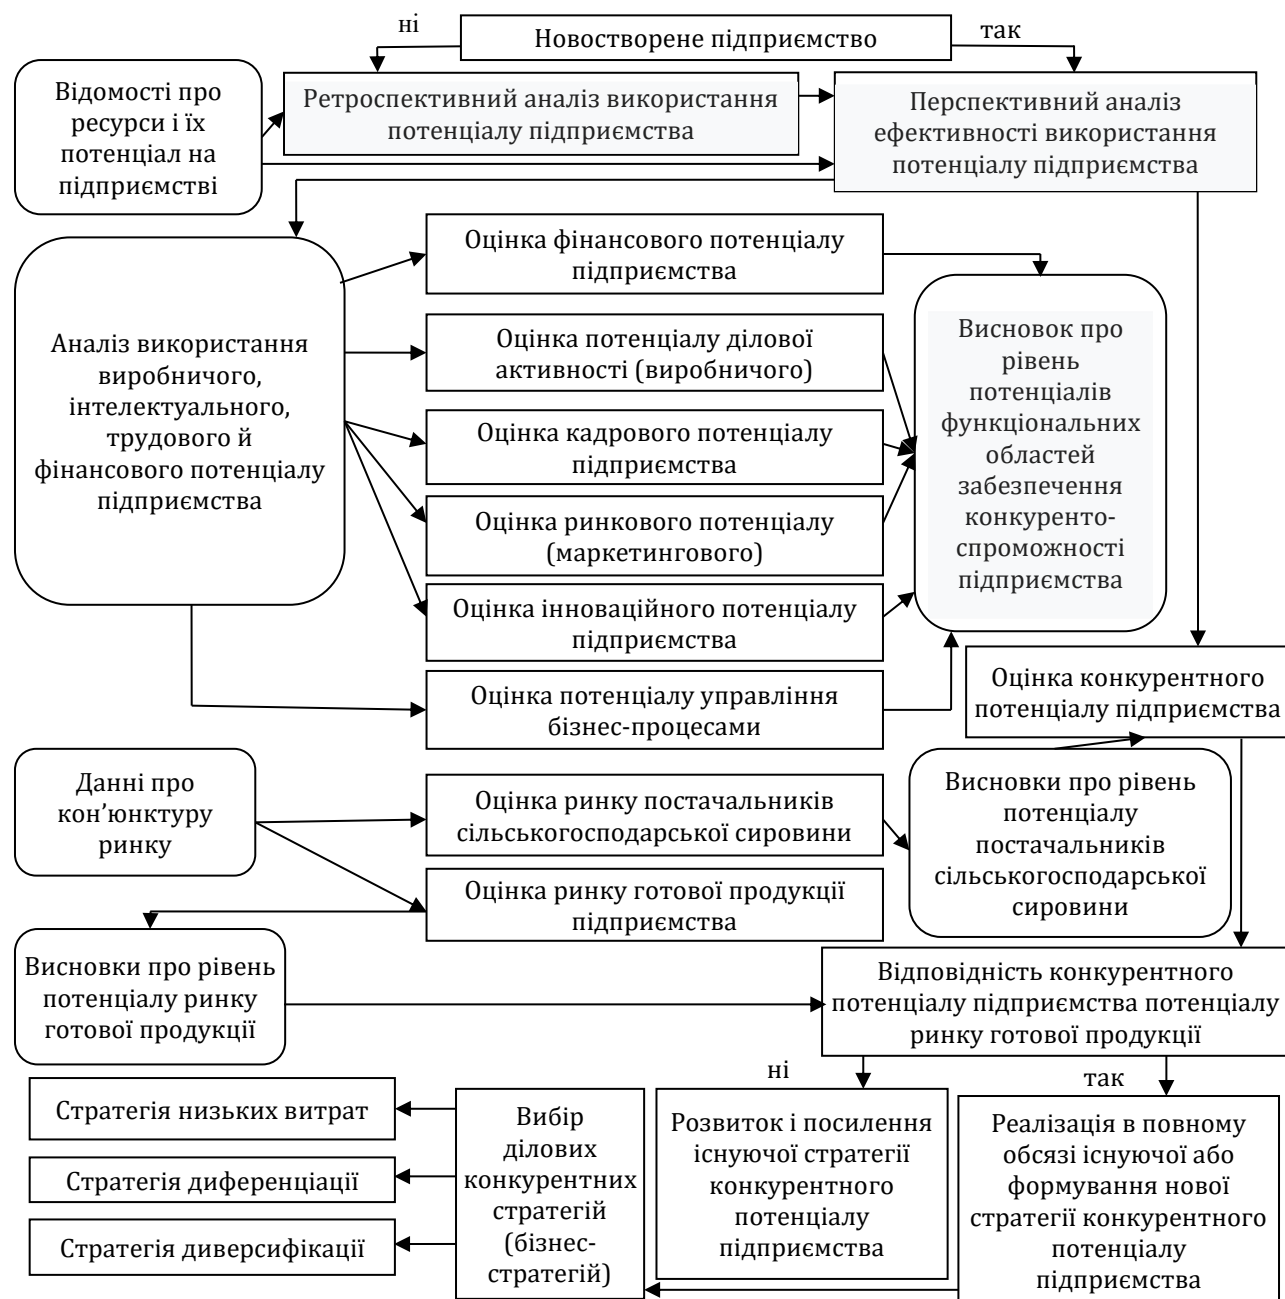 ні
Новостворене підприємство
так
Відомості про
ресурси і їх
потенціал на
підприємстві
Ретроспективний аналіз використання
потенціалу підприємства
Перспективний аналіз
ефективності використання
потенціалу підприємства
Аналіз використання
виробничого,
інтелектуального,
трудового й
фінансового потенціалу
підприємства
Оцінка фінансового потенціалу
підприємства
Оцінка потенціалу ділової
активності (виробничого)
Оцінка кадрового потенціалу
підприємства
Оцінка ринкового потенціалу
(маркетингового)
Оцінка інноваційного потенціалу
підприємства
Оцінка потенціалу управління
бізнес-процесами
Висновок про
рівень
потенціалів
функціональних
областей
забезпечення
конкуренто-
спроможності
підприємства
Оцінка конкурентного
потенціалу підприємства
Данні про
кон’юнктуру
ринку
Оцінка ринку постачальників
сільськогосподарської сировини
Оцінка ринку готової продукції
підприємства
Висновки про рівень
потенціалу
постачальників
сільськогосподарської
сировини
Висновки про рівень
потенціалу ринку
готової продукції
Відповідність конкурентного
потенціалу підприємства потенціалу
ринку готової продукції
ні
так
Стратегія низьких витрат
Стратегія диференціації
Стратегія диверсифікації
Вибір
ділових
конкурентних
стратегій
(бізнес-
стратегій)
Розвиток і посилення
існуючої стратегії
конкурентного
потенціалу
підприємства
Реалізація в повному
обсязі існуючої або
формування нової
стратегії конкурентного
потенціалу
підприємства